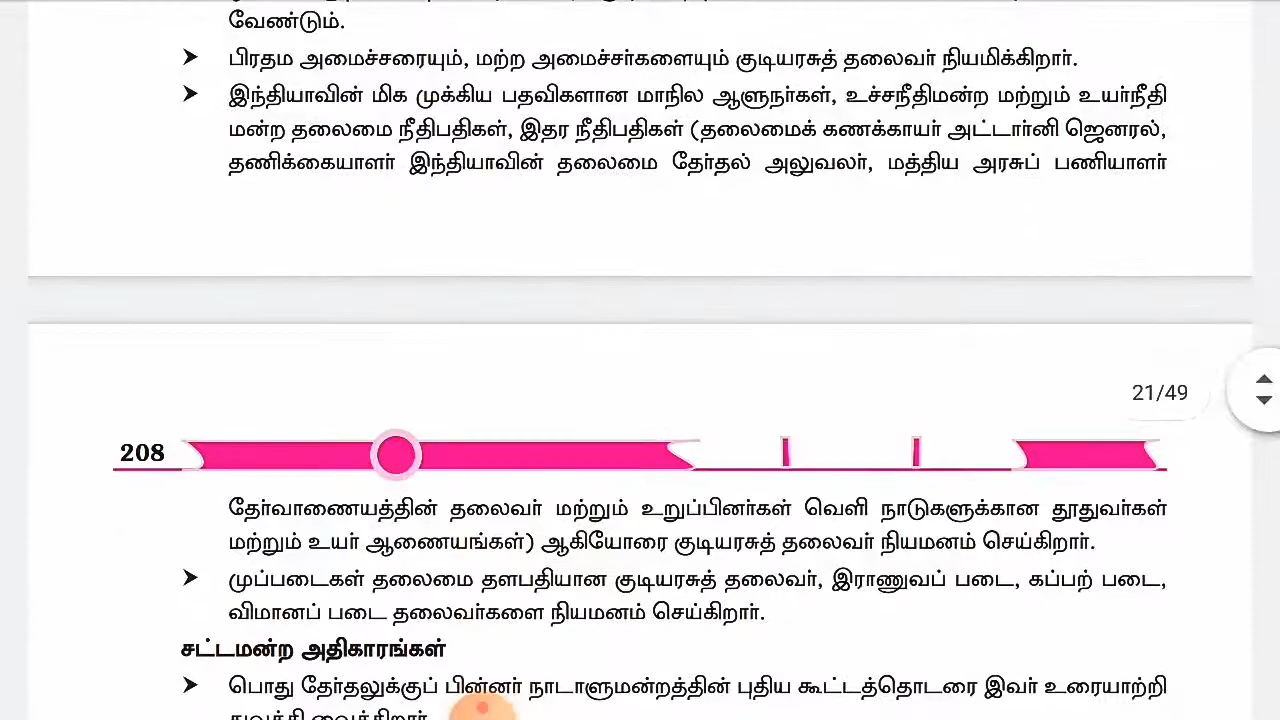 வேண்டும்.
➤ பிரதம அமைச்சரையும், மற்ற அமைச்சர்களையும் குடியரசுத் தலைவர் நியமிக்கிறார்.
➤ இந்தியாவின் மிக முக்கிய பதவிகளான மாநில ஆளுநர்கள், உச்சநீதிமன்ற மற்றும் உயர்நீதி
மன்ற தலைமை நீதிபதிகள், இதர நீதிபதிகள் (தலைமைக் கணக்காயர் அட்டார்னி ஜெனரல்,
தணிக்கையாளர் இந்தியாவின் தலைமை தேர்தல் அலுவலர், மத்திய அரசுப் பணியாளர்
21/49
208
தேர்வாணையத்தின் தலைவர் மற்றும் உறுப்பினர்கள் வெளி நாடுகளுக்கான தூதுவர்கள்
மற்றும் உயர் ஆணையங்கள்) ஆகியோரை குடியரசுத் தலைவர் நியமனம் செய்கிறார்.
➤ முப்படைகள் தலைமை தளபதியான குடியரசுத் தலைவர், இராணுவப் படை, கப்பற் படை,
விமானப் படை தலைவர்களை நியமனம் செய்கிறார்.
சட்டமன்ற அதிகாரங்கள்
➤ பொது தேர்தலுக்குப் பின்னர் நாடாளுமன்றத்தின் புதிய கூட்டத்தொடரை இவர் உரையாற்றி